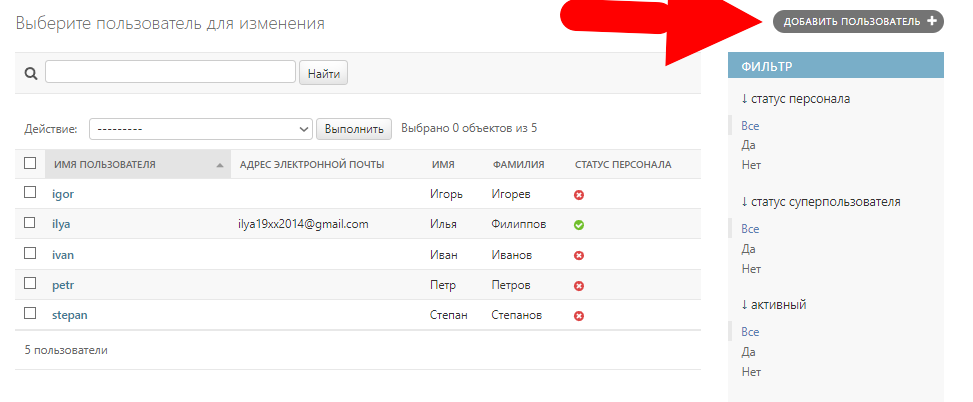 Выберите пользователь для изменения
ДОБАВИТЬ ПОЛЬЗОВАТЕЛЬ +
Найти
Действие: --------- Выполнить Выбрано 0 объектов из 5
ИМЯ ПОЛЬЗОВАТЕЛЯ АДРЕС ЭЛЕКТРОННОЙ ПОЧТЫ ИМЯ ФАМИЛИЯ СТАТУС ПЕРСОНАЛА
igor Игорь Игорев
ilya ilya19xx2014@gmail.com Илья Филиппов
ivan Иван Иванов
petr Петр Петров
stepan Степан Степанов
5 пользователи
ФИЛЬТР
↓ статус персонала
Все
Да
Нет
↓ статус суперпользователя
Все
Да
Нет
↓ активный
Все
Да
Нет